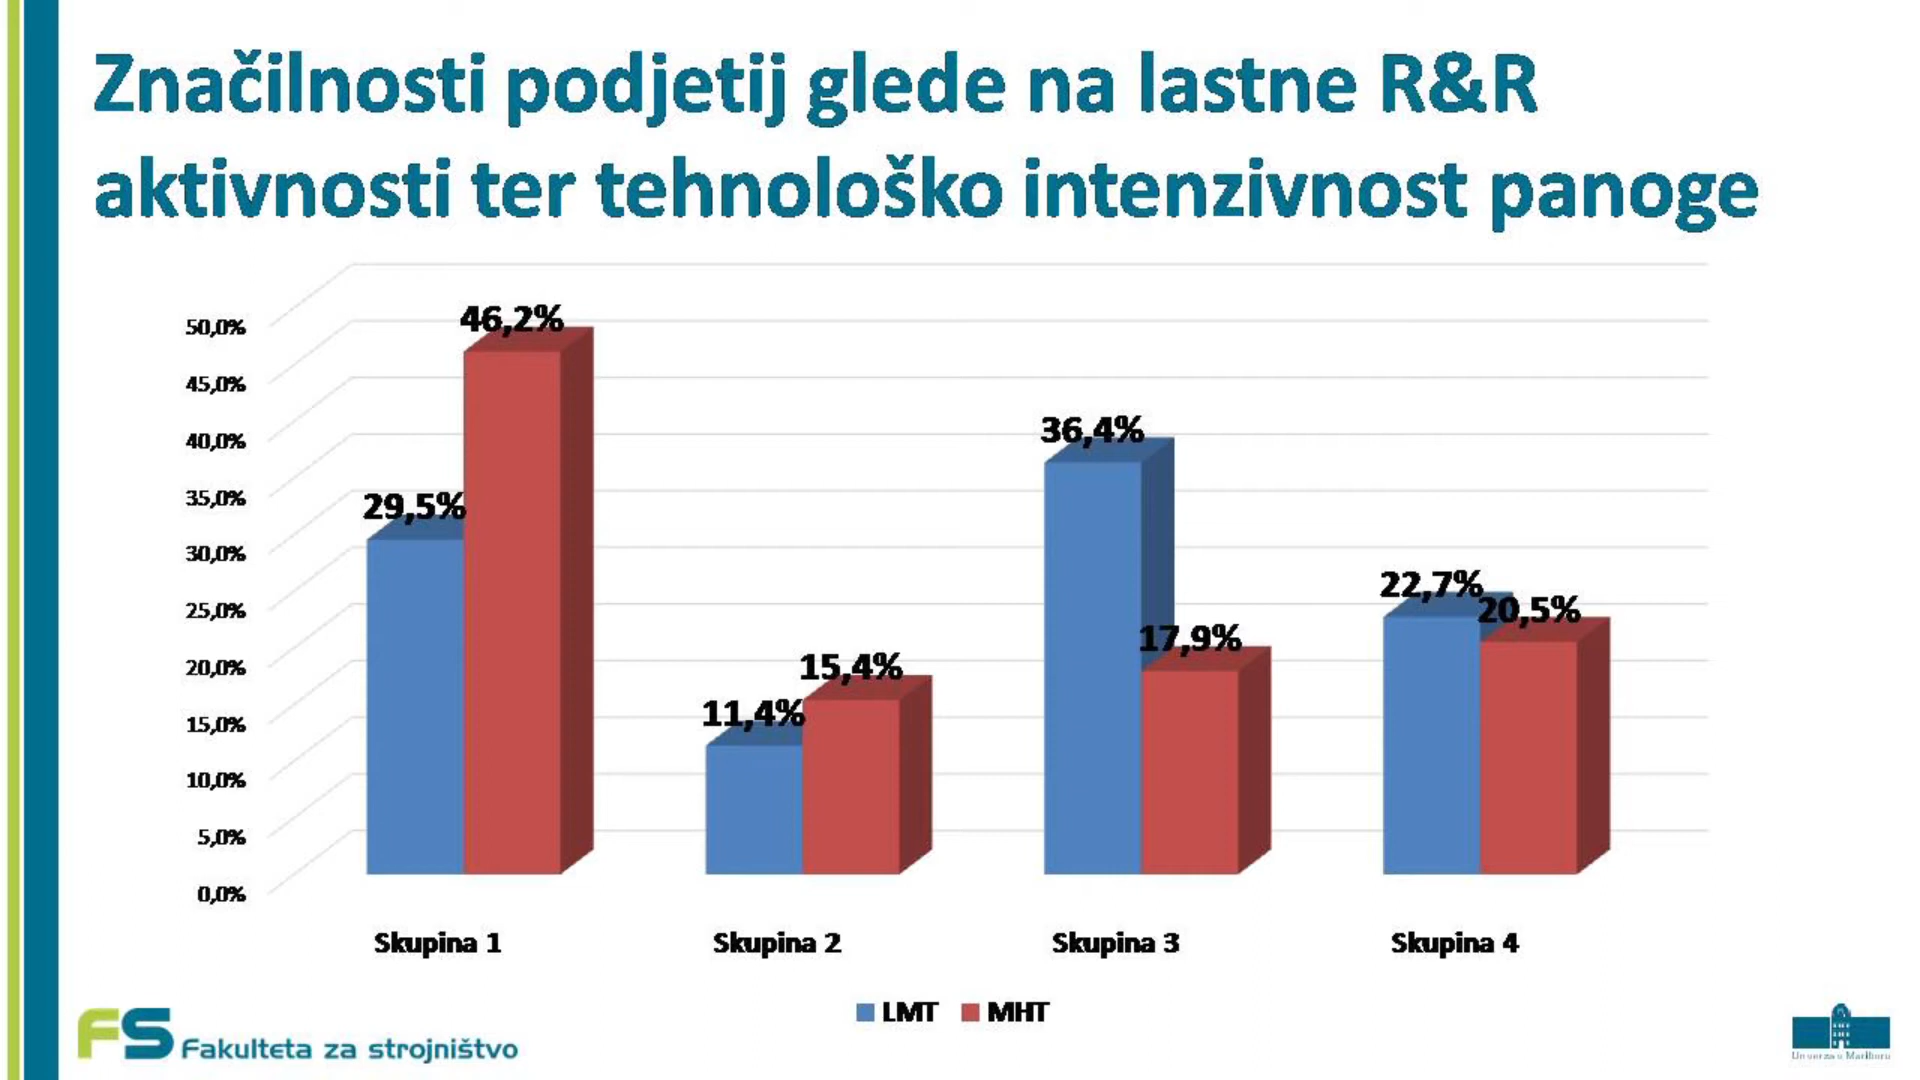 Značilnosti podjetij glede na lastne R&R
aktivnosti ter tehnološko intenzivnost panoge
50,0%
45,0%
40,0%
35,0%
30,0%
25,0%
20,0%
15,0%
10,0%
5,0%
0,0%
29,5%
46,2%
11,4%
15,4%
36,4%
17,9%
22,7%
20,5%
Skupina 1
Skupina 2
Skupina 3
Skupina 4
LMT
MHT
FS Fakulteta za strojništvo
Univerza v Mariboru